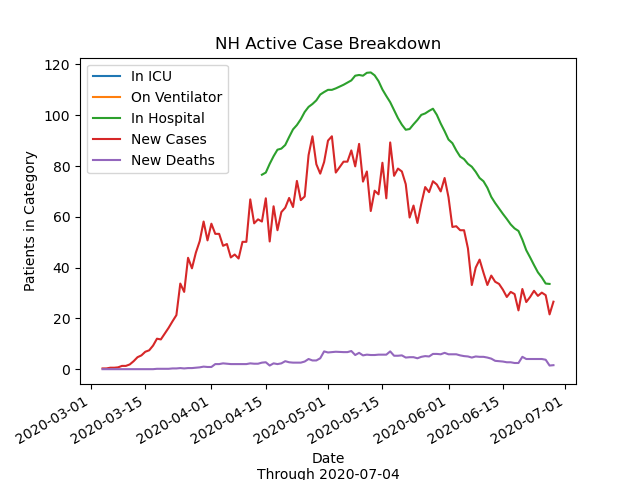 NH Active Case Breakdown
In ICU
On Ventilator
In Hospital
New Cases
New Deaths
Patients in Category
120
100
80
60
40
20
0
2020-03-01
2020-03-15
2020-04-01
2020-04-15
2020-05-01
2020-05-15
2020-06-01
2020-06-15
2020-07-01
Date
Through 2020-07-04